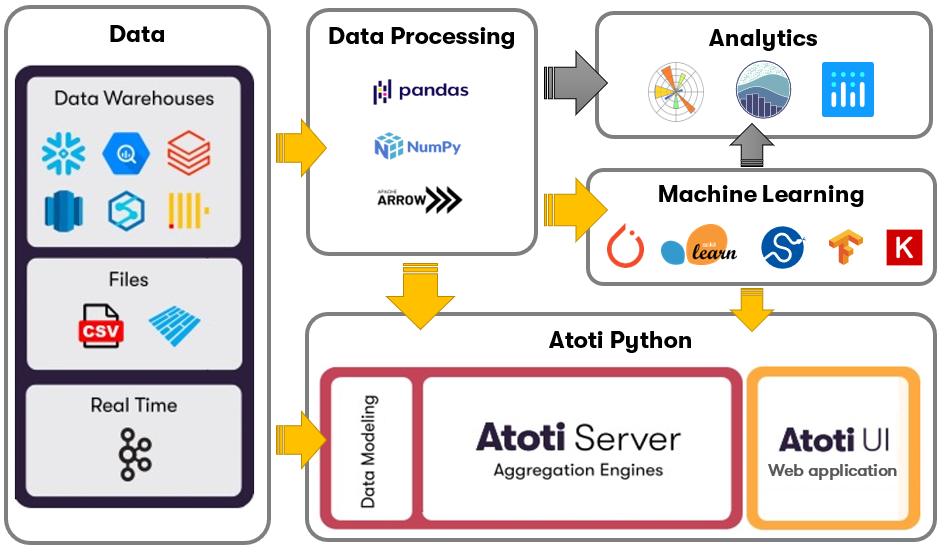 Data
Data Warehouses
Files
CSV
Real Time
Data Processing
pandas
NumPy
APACHE
ARROW
Analytics
Machine Learning
scikit
learn
K
Atoti Python
Data Modeling
Atoti Server
Aggregation Engines
Atoti UI
Web application